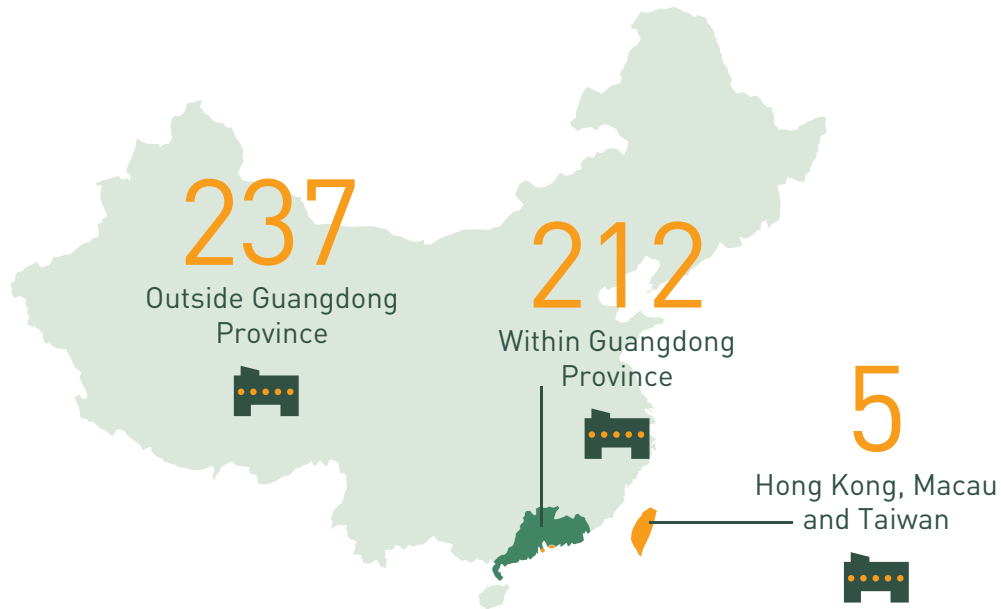 237
Outside Guangdong
Province
212
Within Guangdong
Province
5
Hong Kong, Macau
and Taiwan